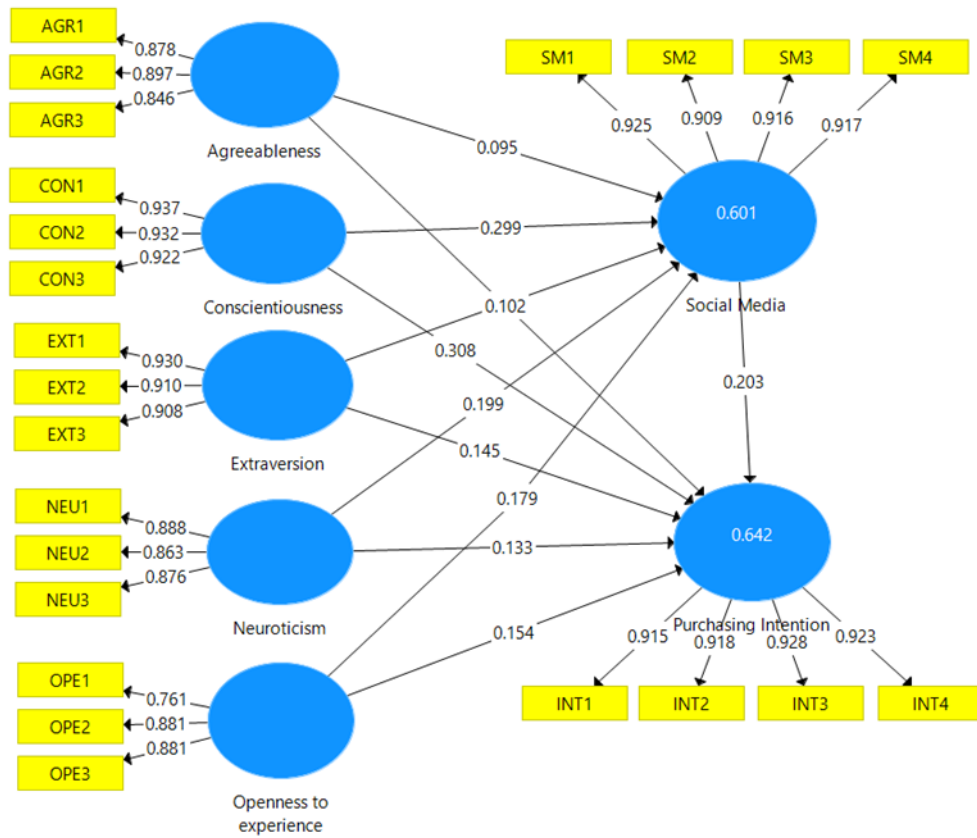 AGR1
0.878
AGR2
0.897
AGR3
0.846
Agreeableness
SM1
SM2
SM3
SM4
0.925
0.909
0.916
0.917
0.095
CON1
0.937
CON2
0.932
CON3
0.922
Conscientiousness
0.601
Social Media
0.299
0.102
0.308
EXT1
0.930
EXT2
0.910
EXT3
0.908
Extraversion
0.199
0.145
0.203
NEU1
0.888
NEU2
0.863
NEU3
0.876
Neuroticism
0.179
0.133
0.642
Purchasing Intention
0.154
0.915
0.918
0.928
0.923
INT1
INT2
INT3
INT4
OPE1
0.761
OPE2
0.881
OPE3
0.881
Openness to
experience